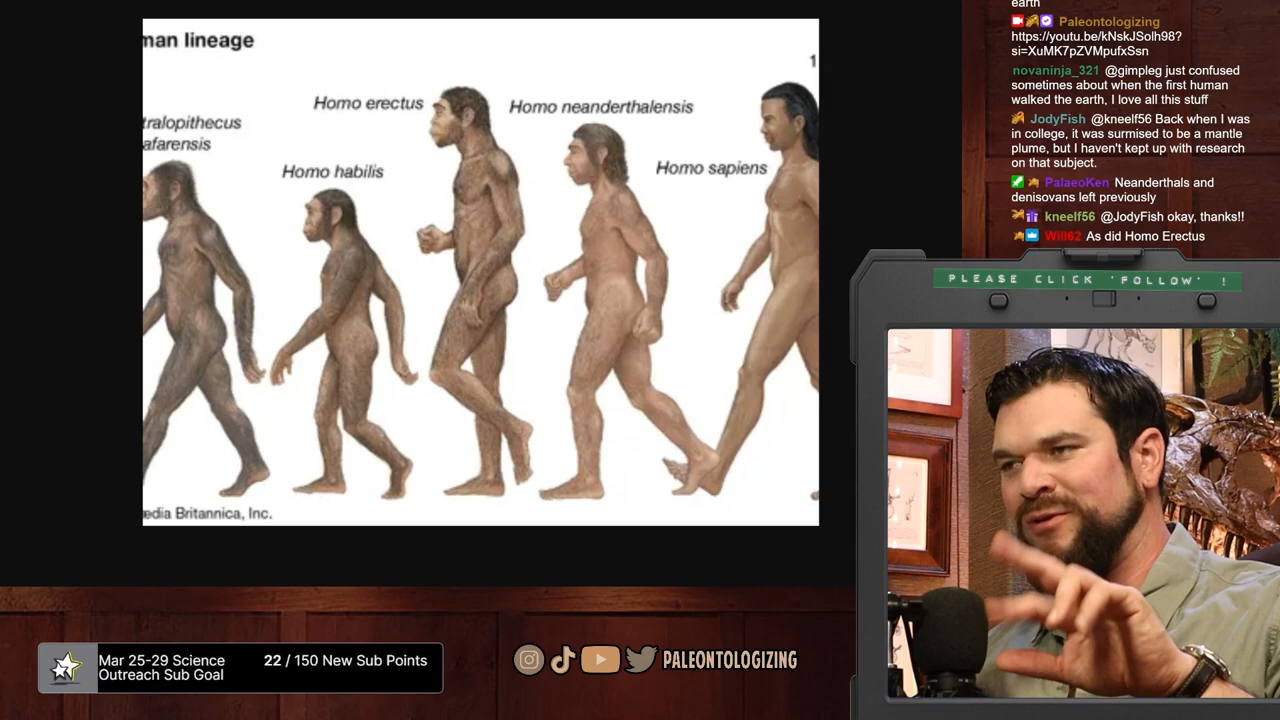 man lineage
1
Homo erectus
Homo neanderthalensis
tralopithecus
afarensis
Homo habilis
Homo sapiens
edia Britannica, Inc.
earth
Paleontologizing
https://youtu.be/kNskJSolh98?
si=XuMK7pZVMpufxSsn
novaninja_321 @gimpleg just confused
sometimes about when the first human
walked the earth, I love all this stuff
JodyFish @kneelf56 Back when I was
in college, it was surmised to be a mantle
plume, but I haven't kept up with research
on that subject.
PalaeoKen Neanderthals and
denisovans left previously
kneelf56 @JodyFish okay, thanks!!
Will62 As did Homo Erectus
PLEASE CLICK 'FOLLOW' !
Mar 25-29 Science
Outreach Sub Goal
22 / 150 New Sub Points
PALEONTOLOGIZING